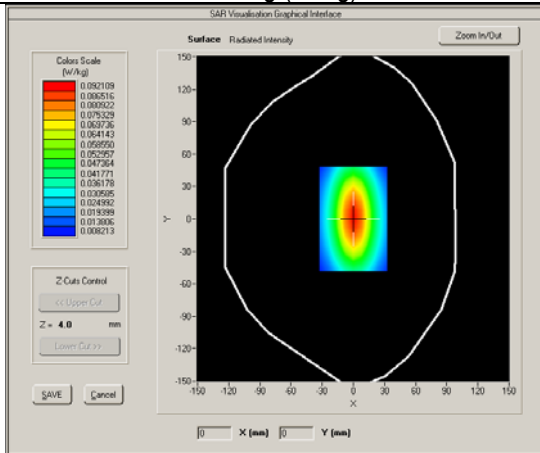 SAR Visualisation Graphical Interface
Surface Radiated Intensity
Zoom In/Out
Colors Scale
(W/kg)
0.092109
0.086516
0.080922
0.075329
0.069736
0.064143
0.058550
0.052957
0.047364
0.041771
0.036178
0.030585
0.024992
0.019399
0.013806
0.008213
Z Cuts Control
<< Upper Cut
Z = 4.0 mm
Lower Cut >>
SAVE Cancel
150
120
90
60
30
0
-30
-60
-90
-120
-150
Y
-150 -120 -90 -60 -30 0 30 60 90 120 150
X
0 X (mm) 0 Y (mm)